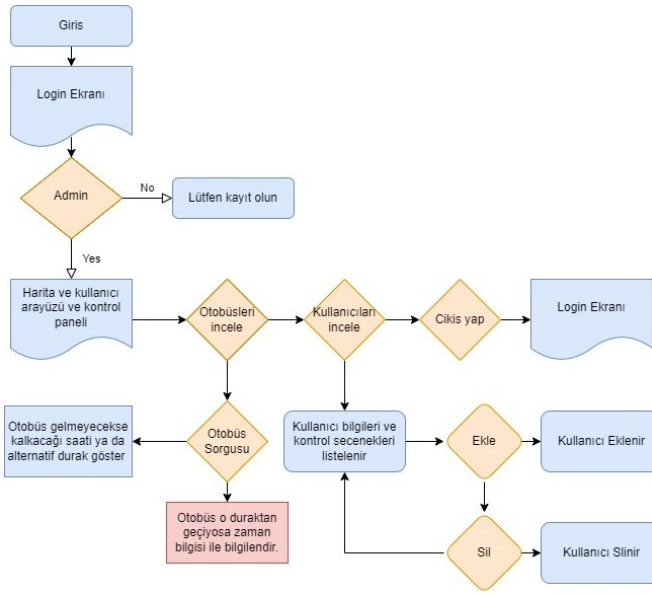 Giris
Login Ekranı
Admin
No
Lütfen kayıt olun
Yes
Harita ve kullanıcı
arayüzü ve kontrol
paneli
Otobüsleri
incele
Kullanıcıları
incele
Cikis yap
Login Ekranı
Otobüs gelmeyecekse
kalkacağı saati ya da
alternatif durak göster
Otobüs
Sorgusu
Kullanıcı bilgileri ve
kontrol secenekleri
listelenir
Ekle
Kullanıcı Eklenir
Otobüs o duraktan
geçiyosa zaman
bilgisi ile bilgilendir.
Sil
Kullanıcı Slinir